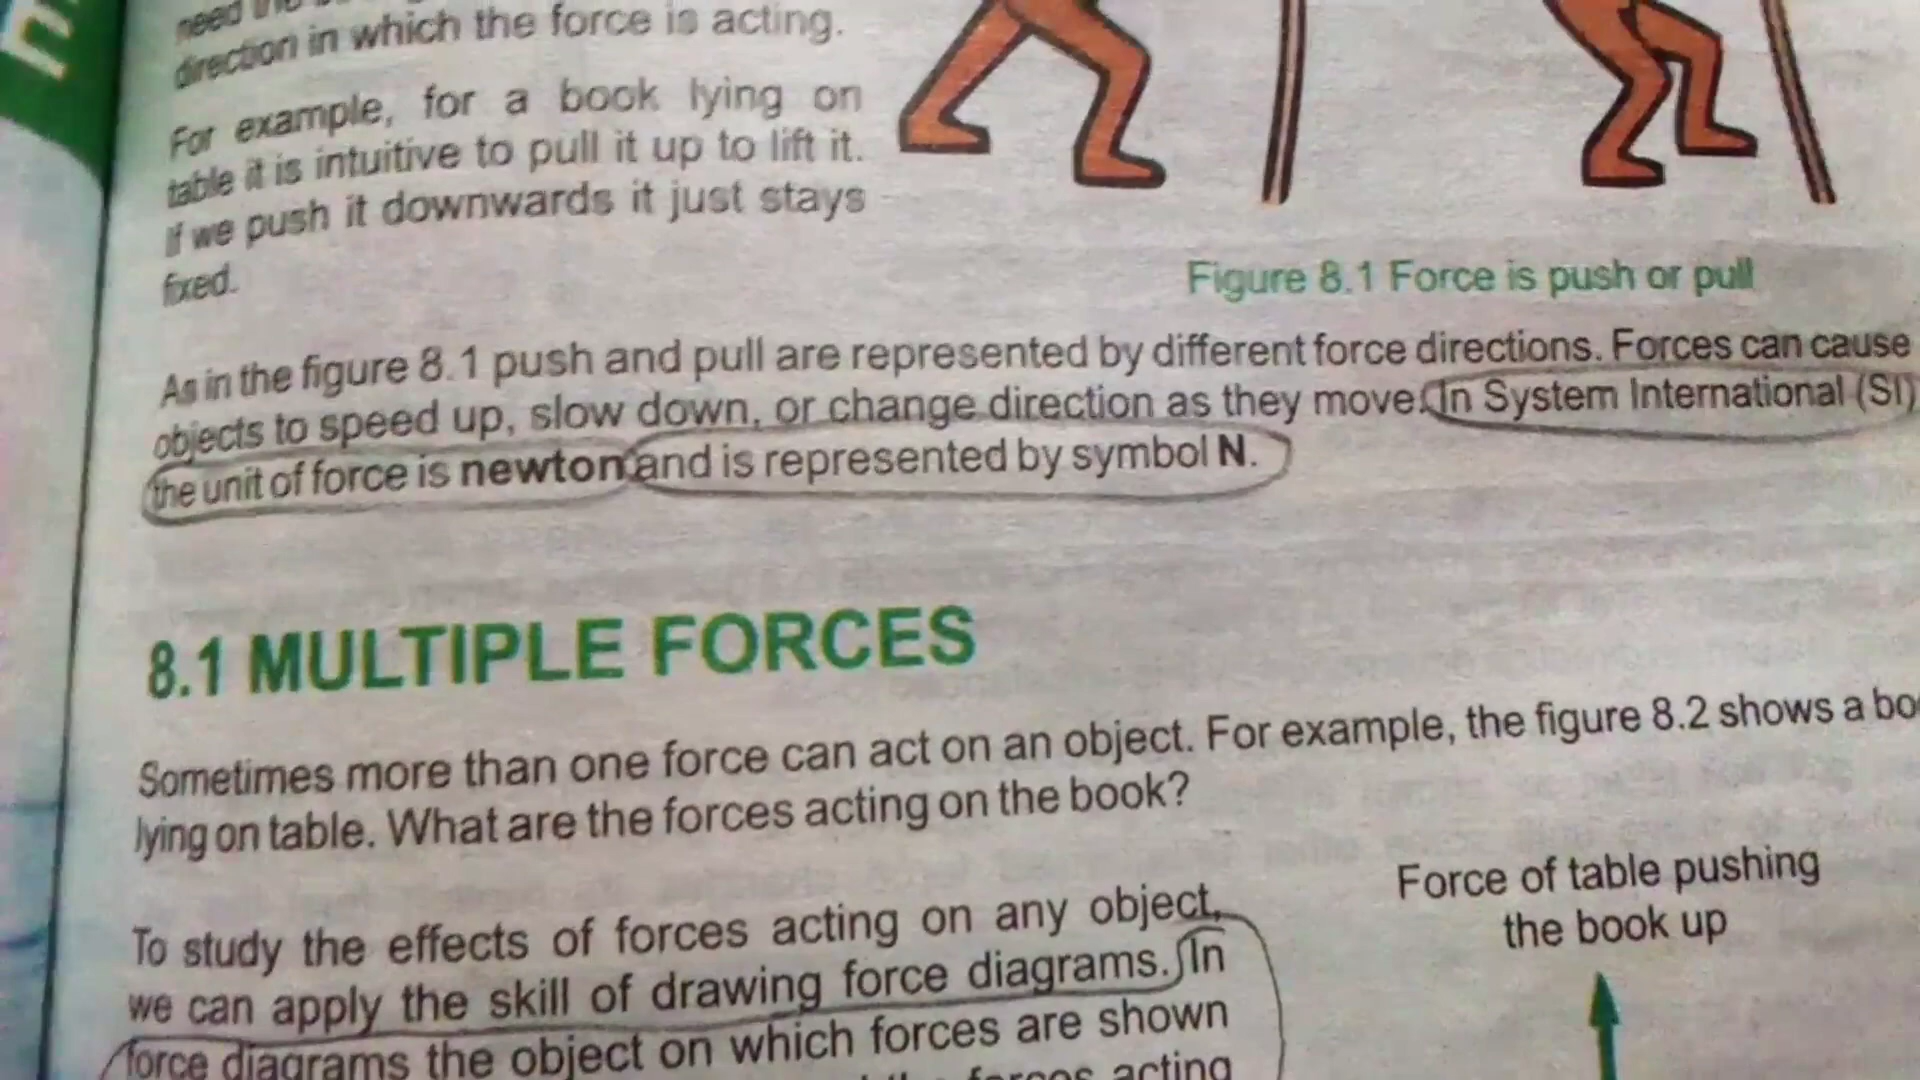 need
direction in which the force is acting.
For example, for a book lying on
table it is intuitive to pull it up to lift it.
If we push it downwards it just stays
fixed.
Figure 8.1 Force is push or pull
As in the figure 8.1 push and pull are represented by different force directions. Forces can cause
objects to speed up, slow down, or change direction as they move. In System International (SI)
the unit of force is newton and is represented by symbol N.
8.1 MULTIPLE FORCES
Sometimes more than one force can act on an object. For example, the figure 8.2 shows a bo
lying on table. What are the forces acting on the book?
To study the effects of forces acting on any object,
we can apply the skill of drawing force diagrams. In
force diagrams the object on which forces are shown
forces acting
Force of table pushing
the book up